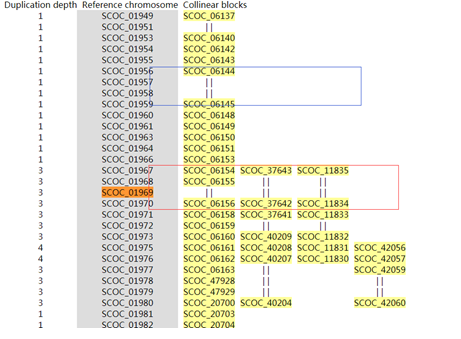 Duplication depth Reference chromosome Collinear blocks
1 SCOC_01949 SCOC_06137
1 SCOC_01951 ||
1 SCOC_01953 SCOC_06140
1 SCOC_01954 SCOC_06142
1 SCOC_01955 SCOC_06143
1 SCOC_01956 SCOC_06144
1 SCOC_01957 ||
1 SCOC_01958 ||
1 SCOC_01959 SCOC_06145
1 SCOC_01960 SCOC_06148
1 SCOC_01961 SCOC_06149
1 SCOC_01963 SCOC_06150
1 SCOC_01964 SCOC_06151
1 SCOC_01966 SCOC_06153
3 SCOC_01967 SCOC_06154 SCOC_37643 SCOC_11835
3 SCOC_01968 SCOC_06155 || ||
3 SCOC_01969 || || ||
3 SCOC_01970 SCOC_06156 SCOC_37642 SCOC_11834
3 SCOC_01971 SCOC_06158 SCOC_37641 SCOC_11833
3 SCOC_01972 SCOC_06159 || ||
3 SCOC_01973 SCOC_06160 SCOC_40209 SCOC_11832
4 SCOC_01975 SCOC_06161 SCOC_40208 SCOC_11831 SCOC_42056
4 SCOC_01976 SCOC_06162 SCOC_40207 SCOC_11830 SCOC_42057
3 SCOC_01977 SCOC_06163 || SCOC_42059
3 SCOC_01978 SCOC_47928 || ||
3 SCOC_01979 SCOC_47929 || ||
3 SCOC_01980 SCOC_20700 SCOC_40204 SCOC_42060
1 SCOC_01981 SCOC_20703
1 SCOC_01982 SCOC_20704